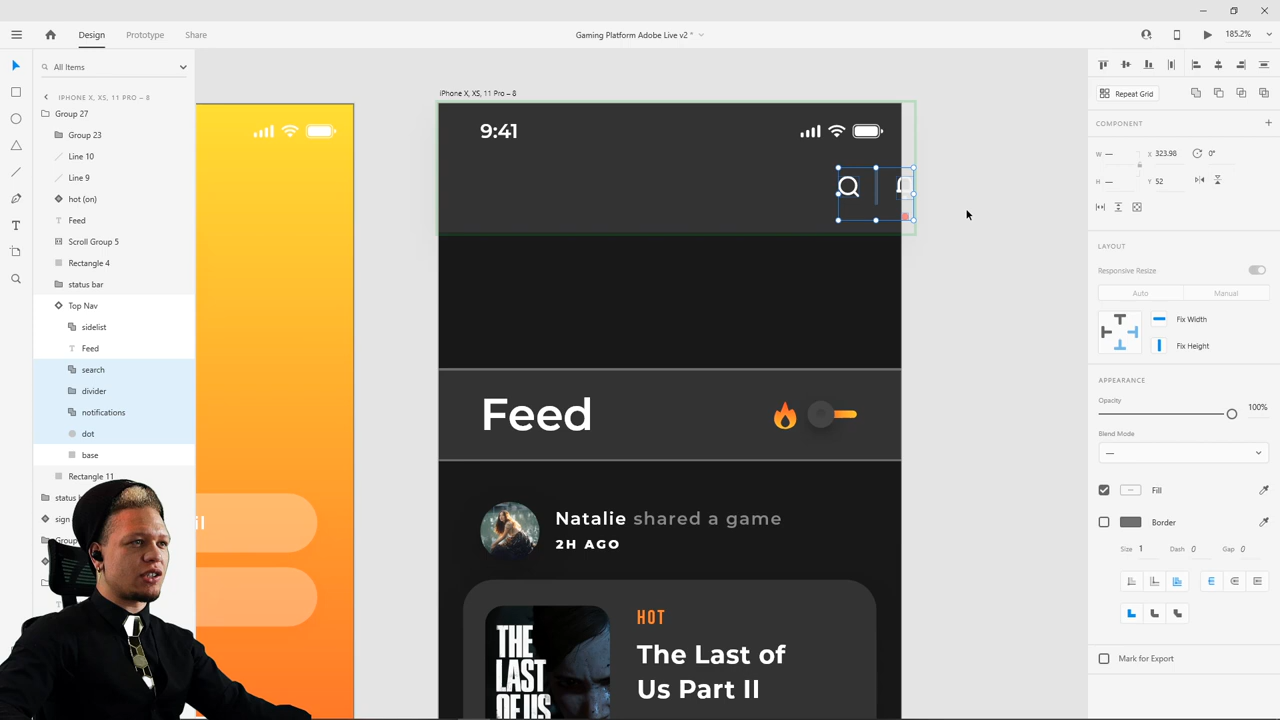 Design
Prototype
Share
Gaming Platform Adobe Live v2 *
185.2%
All Items
IPHONE X, XS, 11 PRO – 8
Group 27
Group 23
Line 10
Line 9
hot (on)
Feed
Scroll Group 5
Rectangle 4
status bar
Top Nav
sidelist
Feed
search
divider
notifications
dot
base
Rectangle 11
sign
iPhone X, XS, 11 Pro – 8
9:41
Feed
Natalie shared a game
2H AGO
HOT
The Last of
Us Part II
THE
LAST
OF US
Repeat Grid
COMPONENT
W —
X 323.98
0°
H —
Y 52
LAYOUT
Responsive Resize
Auto
Manual
Fix Width
Fix Height
APPEARANCE
Opacity
100%
Blend Mode
—
Fill
Border
Size 1
Dash 0
Gap 0
Mark for Export